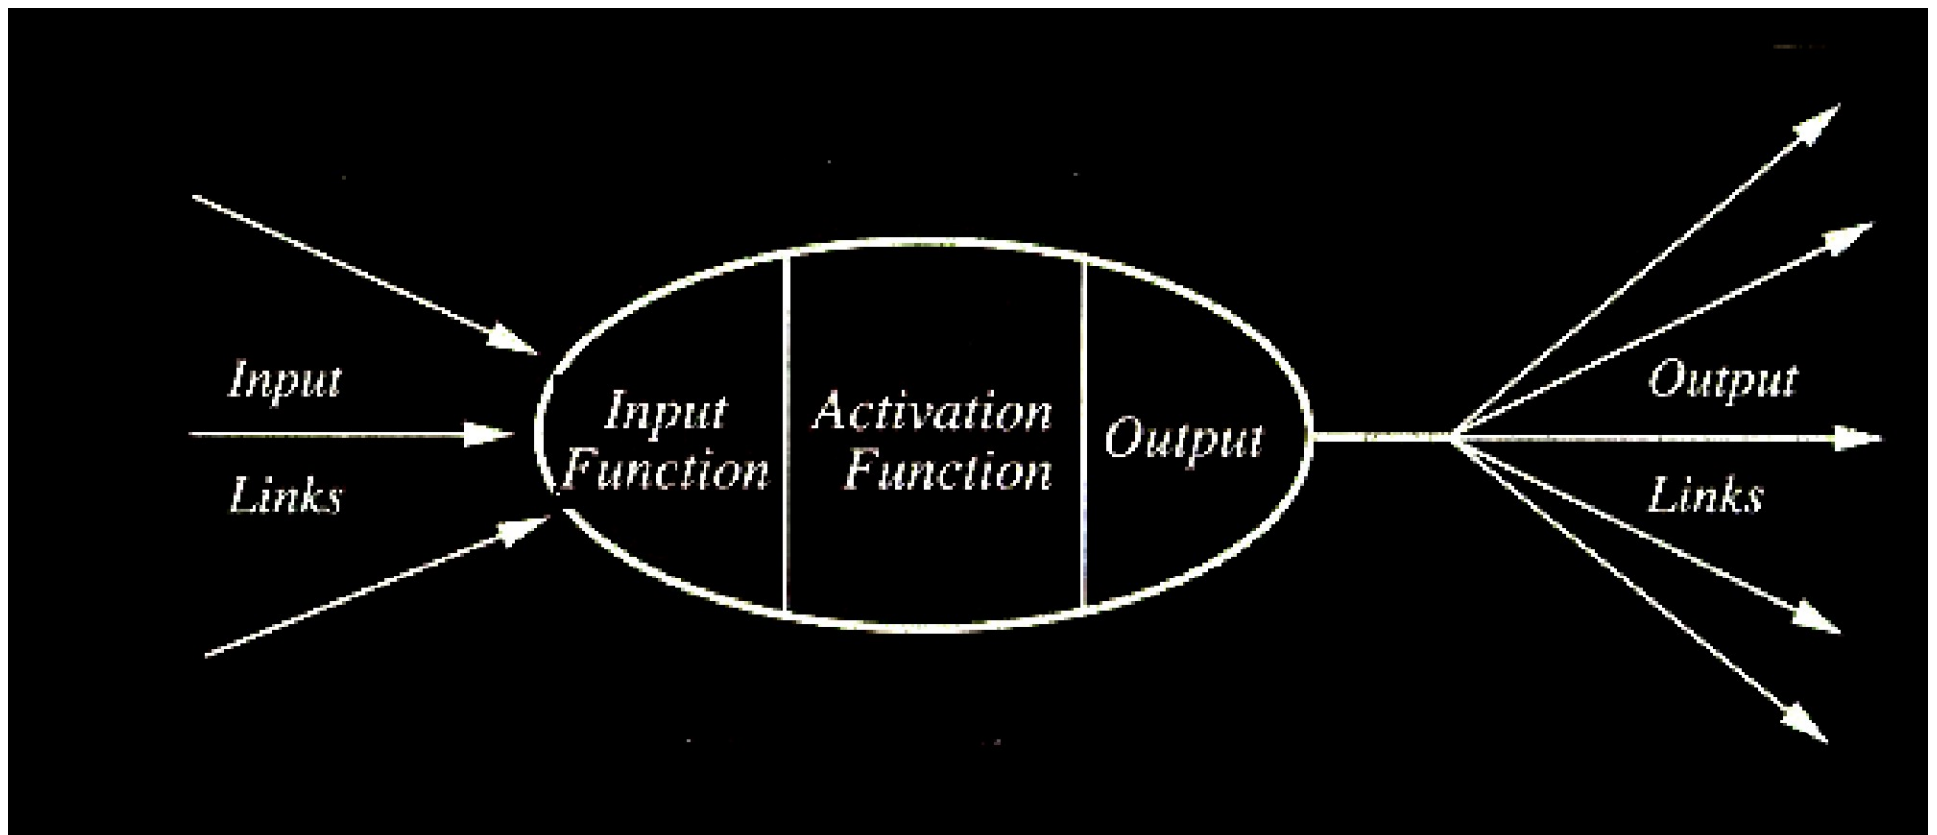 Input
Links
Input
Function
Activation
Function
Output
Output
Links